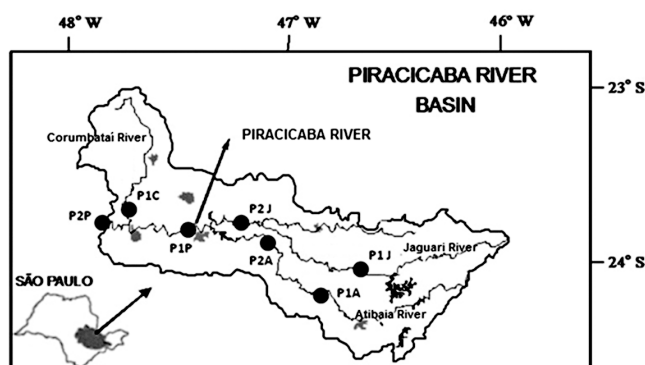 48° W
47° W
46° W
PIRACICABA RIVER
BASIN
23° S
Corumbataí River
PIRACICABA RIVER
P1C
P2P
P2 J
P1P
P2A
P1 J
Jaguari River
24° S
SÃO PAULO
P1A
Atibaia River